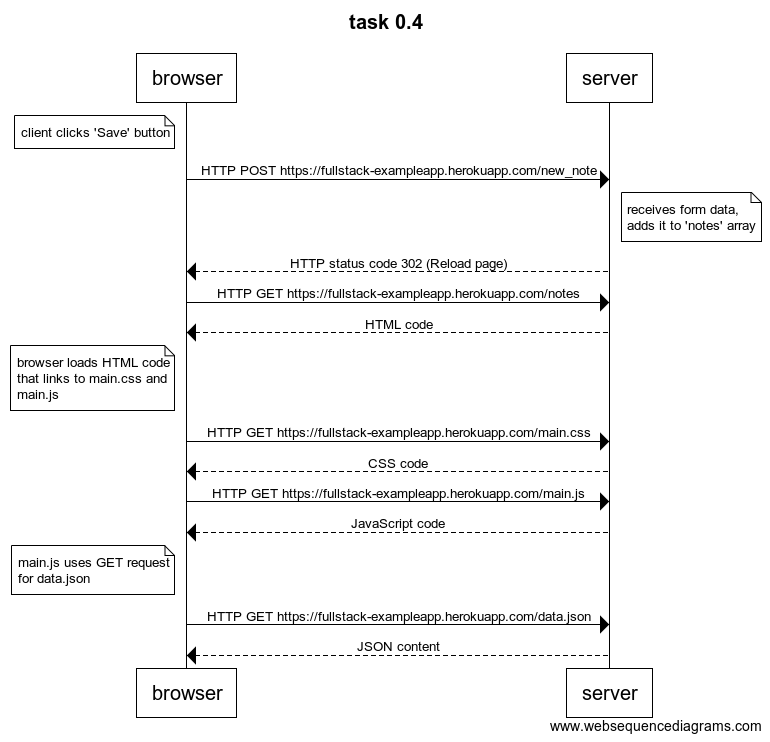 task 0.4
browser
server
client clicks 'Save' button
HTTP POST https://fullstack-exampleapp.herokuapp.com/new_note
receives form data,
adds it to 'notes' array
HTTP status code 302 (Reload page)
HTTP GET https://fullstack-exampleapp.herokuapp.com/notes
HTML code
browser loads HTML code
that links to main.css and
main.js
HTTP GET https://fullstack-exampleapp.herokuapp.com/main.css
CSS code
HTTP GET https://fullstack-exampleapp.herokuapp.com/main.js
JavaScript code
main.js uses GET request
for data.json
HTTP GET https://fullstack-exampleapp.herokuapp.com/data.json
JSON content
browser
server
www.websequencediagrams.com